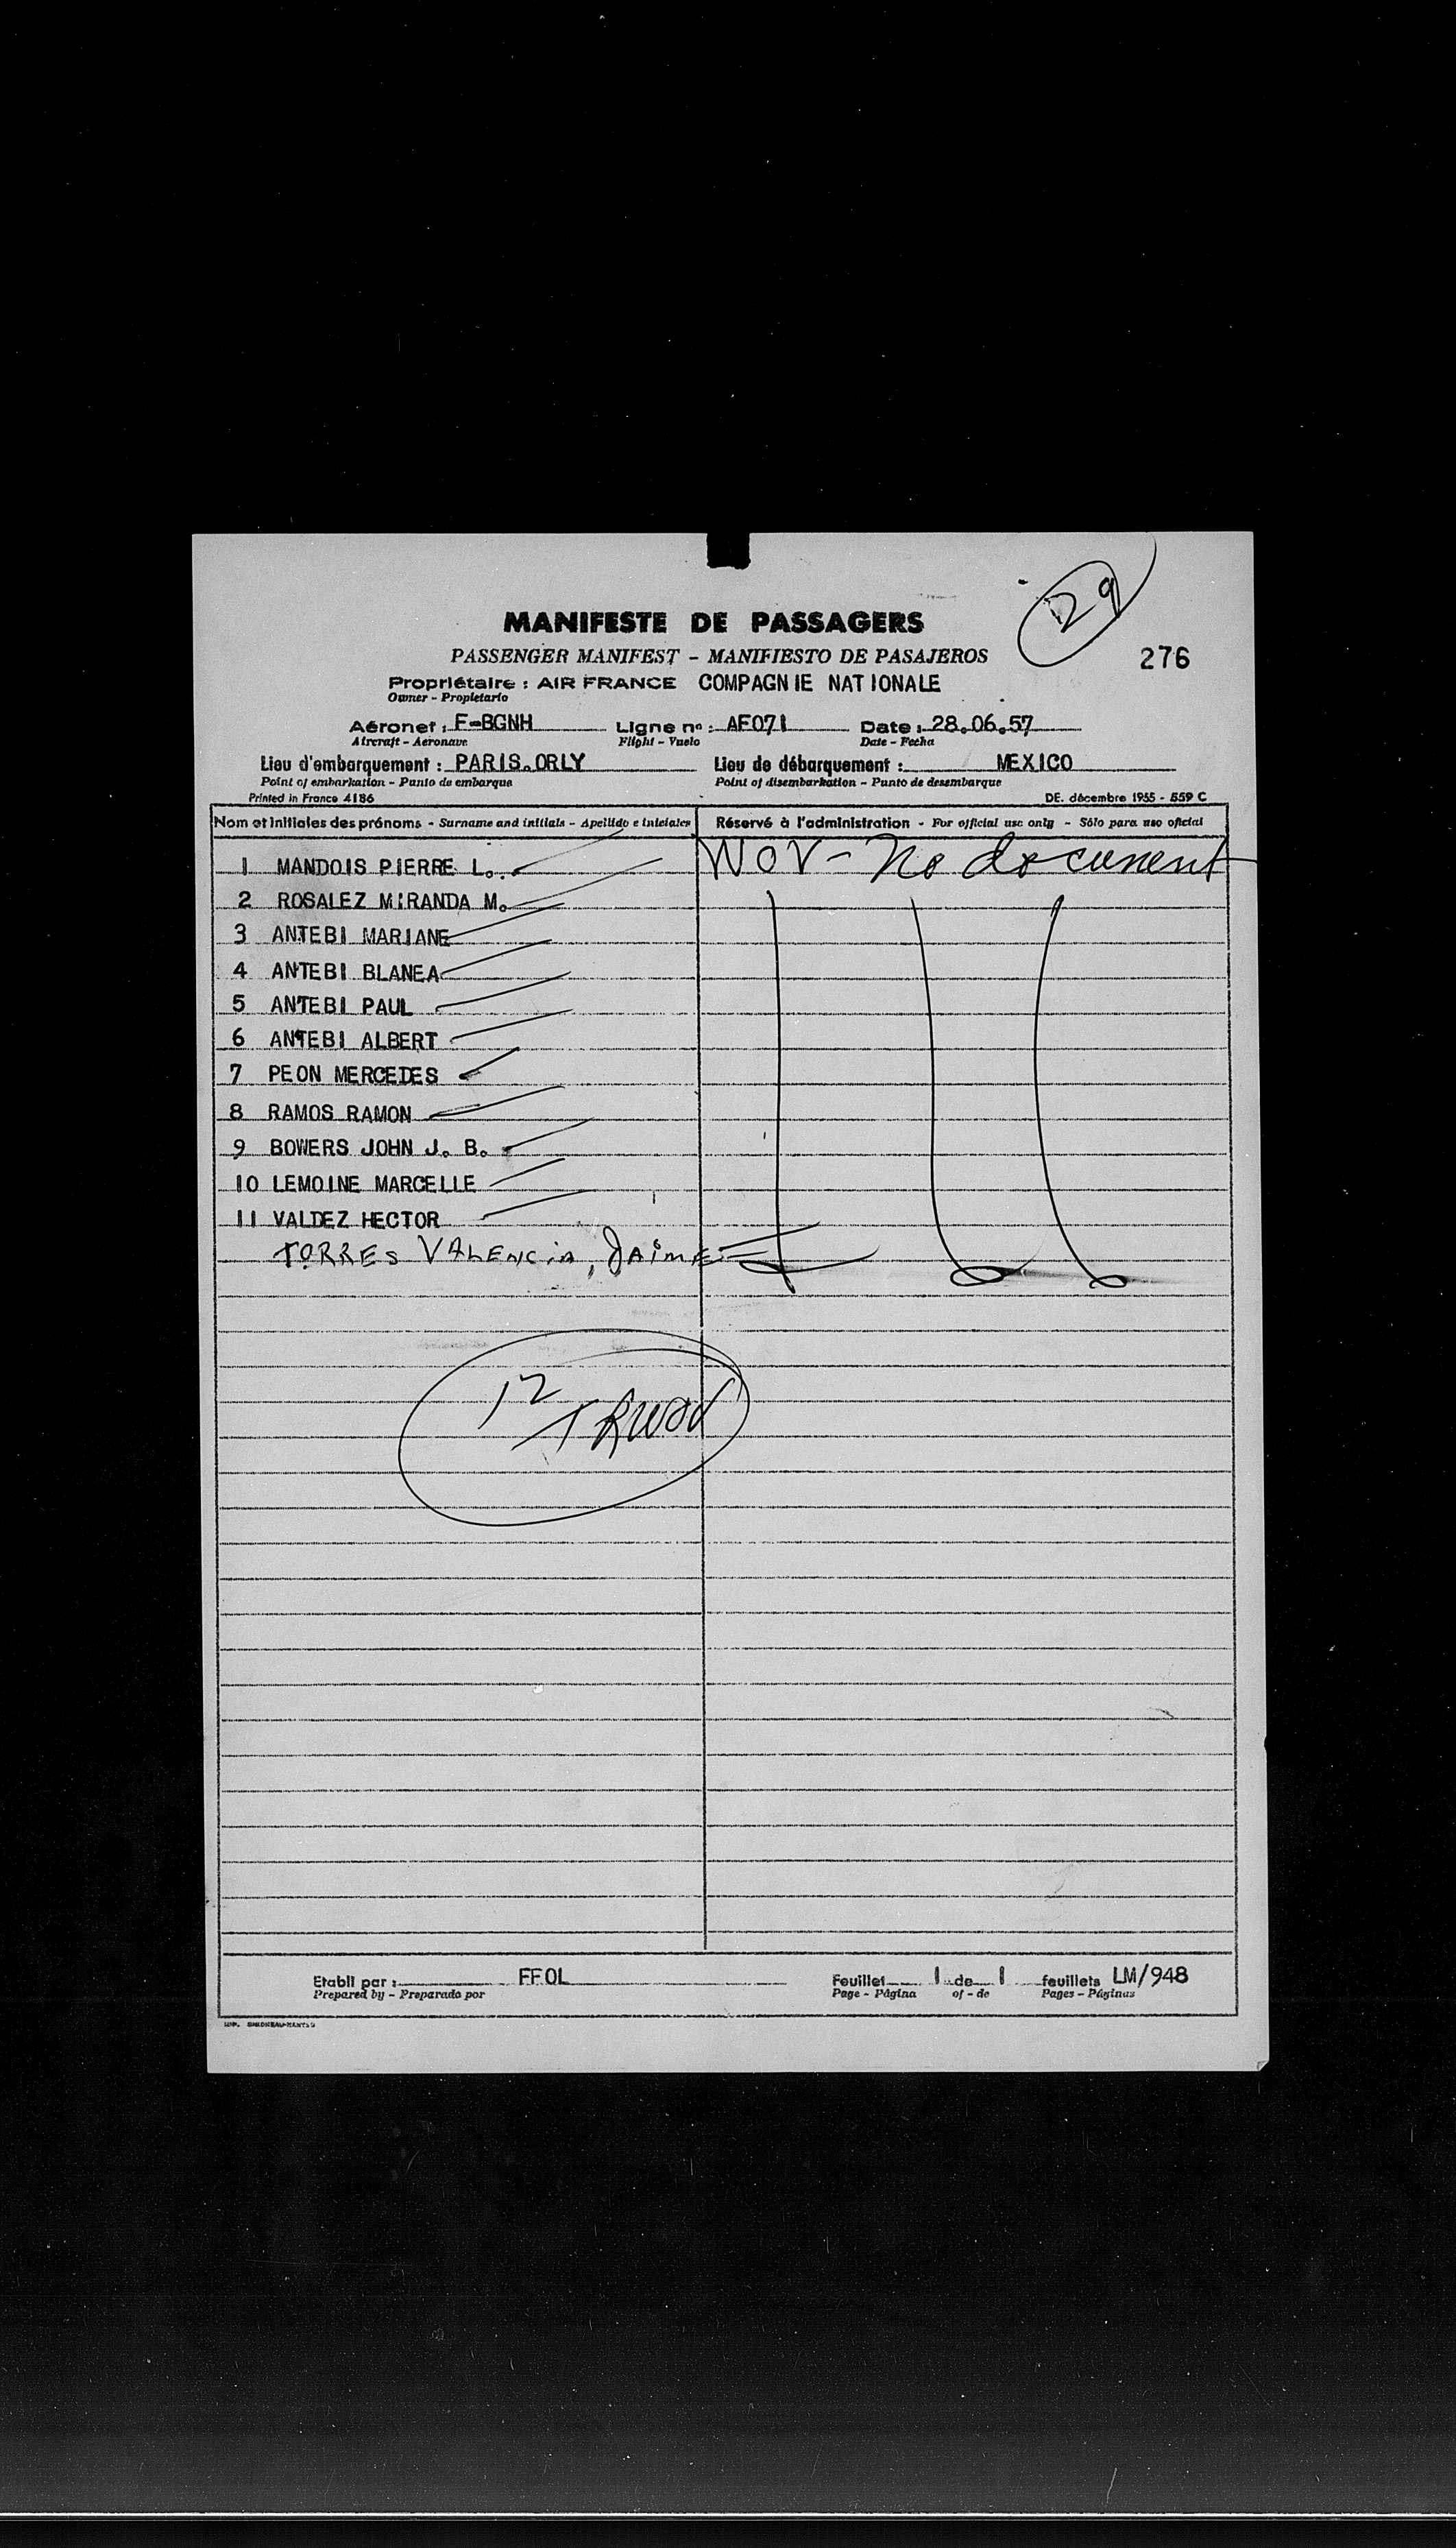 29
MANIFESTE DE PASSAGERS
PASSENGER MANIFEST - MANIFIESTO DE PASAJEROS
276
Propriétaire : AIR FRANCE COMPAGNIE NATIONALE
Owner - Propietario
Aéronef : F-BGNH Ligne nº : AF071 Date : 28.06.57
Aircraft - Aeronave Flight - Vuelo Date - Fecha
Lieu d'embarquement : PARIS.ORLY Lieu de débarquement : MEXICO
Point of embarkation - Punto de embarque Point of disembarkation - Punto de desembarque
Printed in France 4186 DE. décembre 1955 - 559 C
Nom et initiales des prénoms - Surname and initials - Apellido e iniciales Réservé à l'administration - For official use only - Sólo para uso oficial
1 MANDOIS PIERRE L. WOV - No document
2 ROSALEZ MIRANDA M.
3 ANTEBI MARIANE
4 ANTEBI BLANEA
5 ANTEBI PAUL
6 ANTEBI ALBERT
7 PEON MERCEDES
8 RAMOS RAMON
9 BOWERS JOHN J. B.
10 LEMOINE MARCELLE
11 VALDEZ HECTOR
TORRES VALENCIA, JAIME
12
TRWOV
Etabli par : FFOL Feuillet 1 de 1 feuillets LM/948
Prepared by - Preparado por Page - Página of - de Pages - Páginas